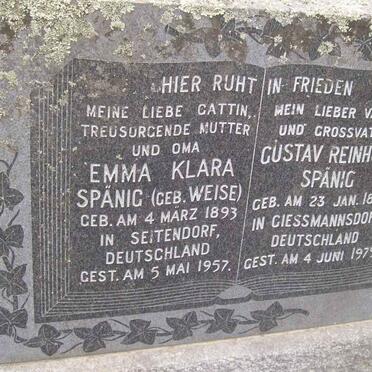 HIER RUHT IN FRIEDEN
MEINE LIEBE GATTIN,
TREUSORGENDE MUTTER
UND OMA
EMMA KLARA
SPÄNIG (GEB. WEISE)
GEB. AM 4 MÄRZ 1893
IN SEITENDORF,
DEUTSCHLAND
GEST. AM 5 MAI 1957.
MEIN LIEBER
UND
GUSTAV
SPÄNIG
GEB. AM 23 JAN.
IN
DEUTSCHLAND
GEST. AM 4 JUNI